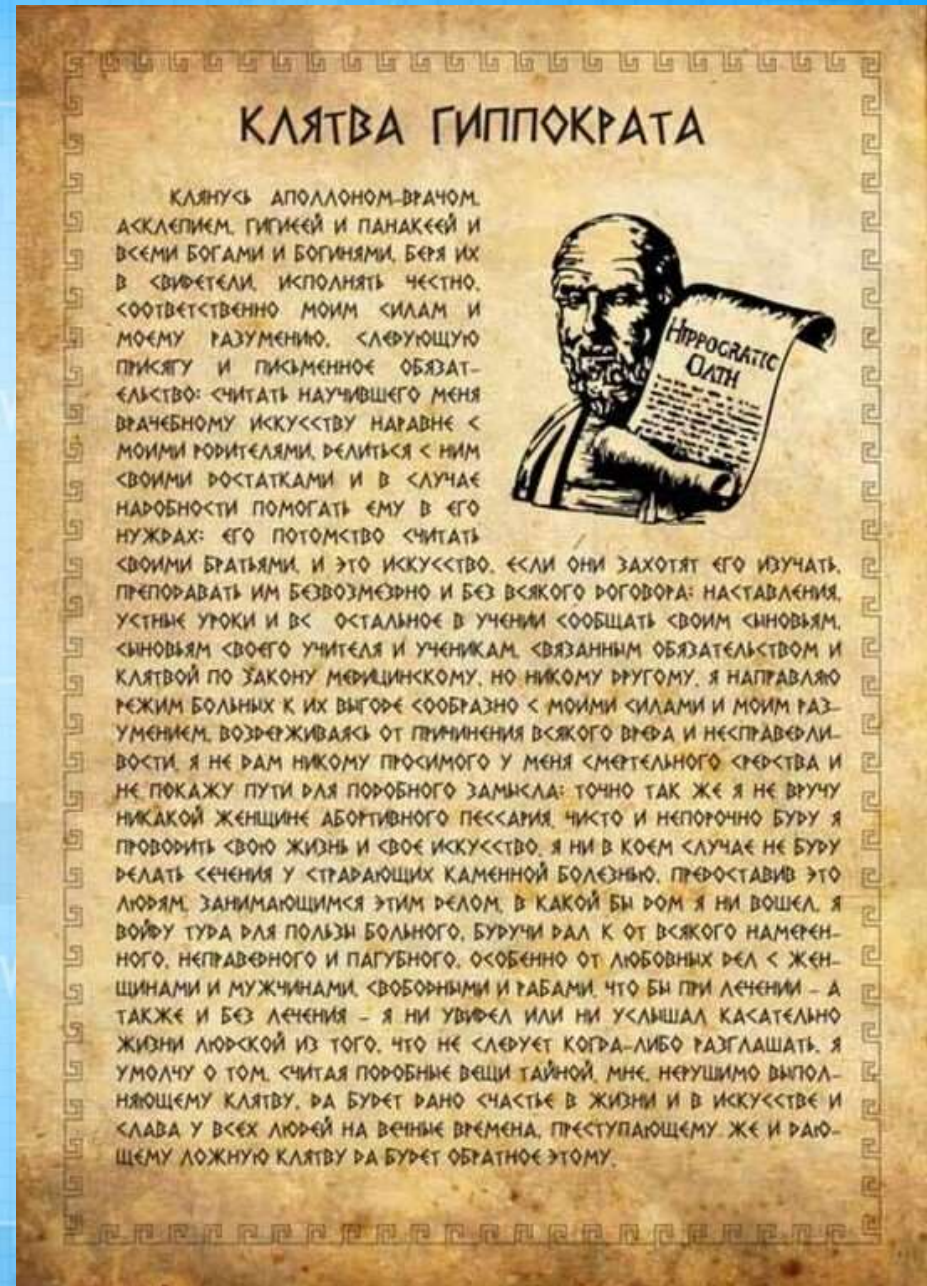 КЛЯТВА ГИППОКРАТА
КЛЯНУСЬ АПОЛЛОНОМ-ВРАЧОМ,
АСКЛЕПИЕМ, ГИГИЕЕЙ И ПАНАКЕЕЙ И
ВСЕМИ БОГАМИ И БОГИНЯМИ, БЕРЯ ИХ
В СВИДЕТЕЛИ, ИСПОЛНЯТЬ ЧЕСТНО,
СООТВЕТСТВЕННО МОИМ СИЛАМ И
МОЕМУ РАЗУМЕНИЮ, СЛЕДУЮЩУЮ
ПРИСЯГУ И ПИСЬМЕННОЕ ОБЯЗАТ-
ЕЛЬСТВО: СЧИТАТЬ НАУЧИВШЕГО МЕНЯ
ВРАЧЕБНОМУ ИСКУССТВУ НАРАВНЕ С
МОИМИ РОДИТЕЛЯМИ, ДЕЛИТЬСЯ С НИМ
СВОИМИ ДОСТАТКАМИ И В СЛУЧАЕ
НАДОБНОСТИ ПОМОГАТЬ ЕМУ В ЕГО
НУЖДАХ: ЕГО ПОТОМСТВО СЧИТАТЬ
HIPPOCRATIC
OATH
СВОИМИ БРАТЬЯМИ, И ЭТО ИСКУССТВО, ЕСЛИ ОНИ ЗАХОТЯТ ЕГО ИЗУЧАТЬ,
ПРЕПОДАВАТЬ ИМ БЕЗВОЗМЕЗДНО И БЕЗ ВСЯКОГО ДОГОВОРА: НАСТАВЛЕНИЯ,
УСТНЫЕ УРОКИ И ВС ОСТАЛЬНОЕ В УЧЕНИИ СООБЩАТЬ СВОИМ СЫНОВЬЯМ,
СЫНОВЬЯМ СВОЕГО УЧИТЕЛЯ И УЧЕНИКАМ, СВЯЗАННЫМ ОБЯЗАТЕЛЬСТВОМ И
КЛЯТВОЙ ПО ЗАКОНУ МЕДИЦИНСКОМУ, НО НИКОМУ ДРУГОМУ. Я НАПРАВЛЯЮ
РЕЖИМ БОЛЬНЫХ К ИХ ВЫГОДЕ СООБРАЗНО С МОИМИ СИЛАМИ И МОИМ РАЗ-
УМЕНИЕМ, ВОЗДЕРЖИВАЯСЬ ОТ ПРИЧИНЕНИЯ ВСЯКОГО ВРЕДА И НЕСПРАВЕДЛИ-
ВОСТИ. Я НЕ ДАМ НИКОМУ ПРОСИМОГО У МЕНЯ СМЕРТЕЛЬНОГО СРЕДСТВА И
НЕ ПОКАЖУ ПУТИ ДЛЯ ПОДОБНОГО ЗАМЫСЛА: ТОЧНО ТАК ЖЕ Я НЕ ВРУЧУ
НИКАКОЙ ЖЕНЩИНЕ АБОРТИВНОГО ПЕССАРИЯ. ЧИСТО И НЕПОРОЧНО БУДУ Я
ПРОВОДИТЬ СВОЮ ЖИЗНЬ И СВОЕ ИСКУССТВО. Я НИ В КОЕМ СЛУЧАЕ НЕ БУДУ
ДЕЛАТЬ СЕЧЕНИЯ У СТРАДАЮЩИХ КАМЕННОЙ БОЛЕЗНЬЮ, ПРЕДОСТАВИВ ЭТО
ЛЮДЯМ, ЗАНИМАЮЩИМСЯ ЭТИМ ДЕЛОМ. В КАКОЙ БЫ ДОМ Я НИ ВОШЕЛ, Я
ВОЙДУ ТУДА ДЛЯ ПОЛЬЗЫ БОЛЬНОГО, БУДУЧИ ДАЛ К ОТ ВСЯКОГО НАМЕРЕН-
НОГО, НЕПРАВЕДНОГО И ПАГУБНОГО, ОСОБЕННО ОТ ЛЮБОВНЫХ ДЕЛ С ЖЕН-
ЩИНАМИ И МУЖЧИНАМИ, СВОБОДНЫМИ И РАБАМИ. ЧТО БЫ ПРИ ЛЕЧЕНИИ – А
ТАКЖЕ И БЕЗ ЛЕЧЕНИЯ – Я НИ УВИДЕЛ ИЛИ НИ УСЛЫШАЛ КАСАТЕЛЬНО
ЖИЗНИ ЛЮДСКОЙ ИЗ ТОГО, ЧТО НЕ СЛЕДУЕТ КОГДА-ЛИБО РАЗГЛАШАТЬ, Я
УМОЛЧУ О ТОМ, СЧИТАЯ ПОДОБНЫЕ ВЕЩИ ТАЙНОЙ. МНЕ, НЕРУШИМО ВЫПОЛ-
НЯЮЩЕМУ КЛЯТВУ, ДА БУДЕТ ДАНО СЧАСТЬЕ В ЖИЗНИ И В ИСКУССТВЕ И
СЛАВА У ВСЕХ ЛЮДЕЙ НА ВЕЧНЫЕ ВРЕМЕНА, ПРЕСТУПАЮЩЕМУ ЖЕ И ДАЮ-
ЩЕМУ ЛОЖНУЮ КЛЯТВУ ДА БУДЕТ ОБРАТНОЕ ЭТОМУ.